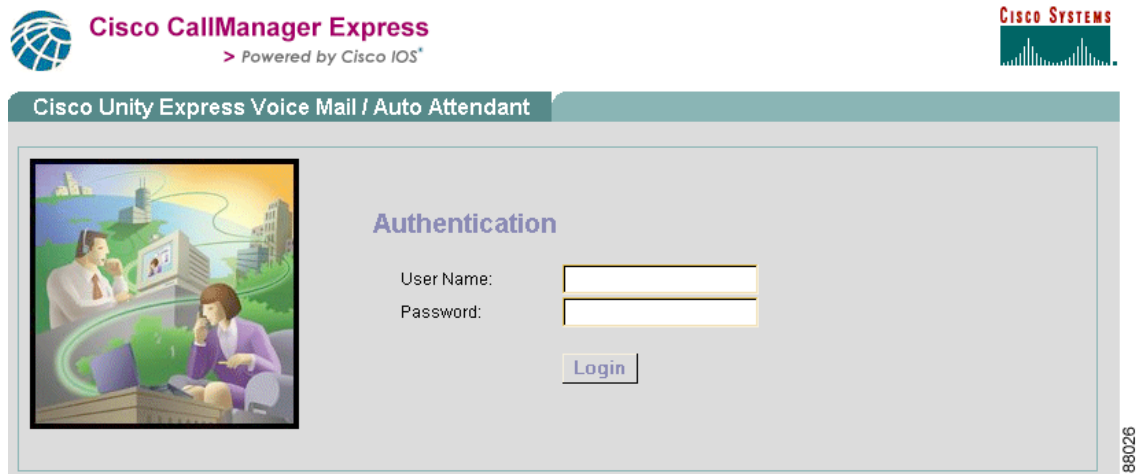 Cisco CallManager Express
> Powered by Cisco IOS®
CISCO SYSTEMS
Cisco Unity Express Voice Mail / Auto Attendant
Authentication
User Name:
Password:
Login
88026